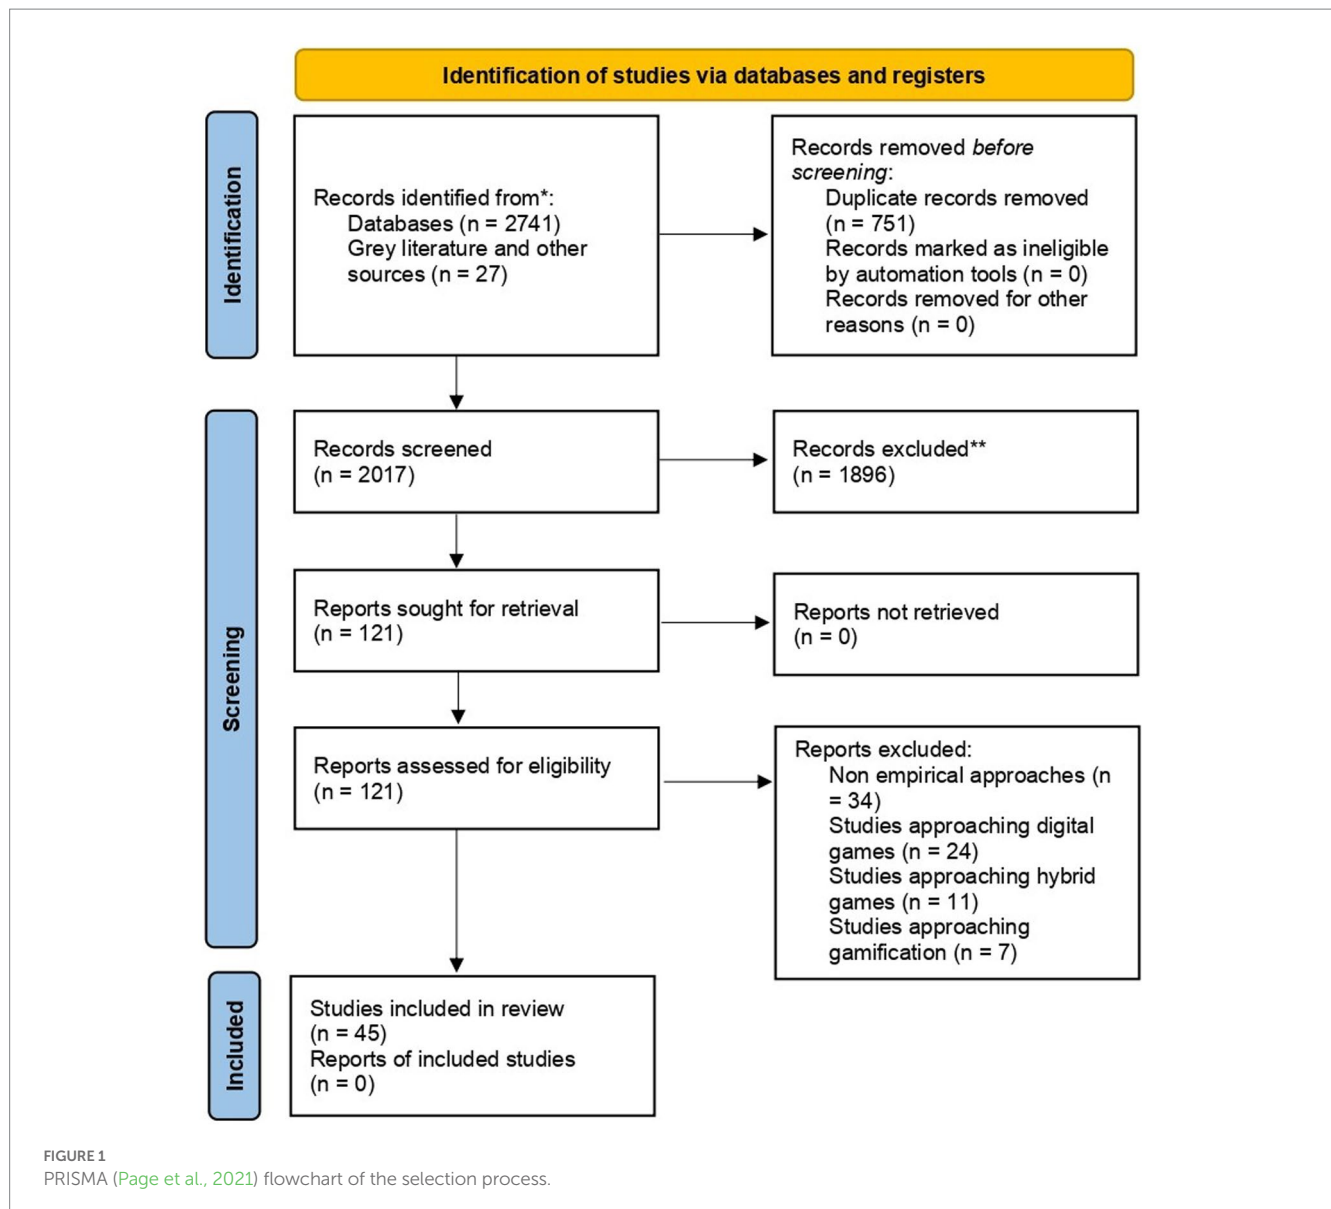 Identification of studies via databases and registers
Identification
Records identified from*:
Databases (n = 2741)
Grey literature and other
sources (n = 27)
Records removed before
screening:
Duplicate records removed
(n = 751)
Records marked as ineligible
by automation tools (n = 0)
Records removed for other
reasons (n = 0)
Screening
Records screened
(n = 2017)
Records excluded**
(n = 1896)
Reports sought for retrieval
(n = 121)
Reports not retrieved
(n = 0)
Reports assessed for eligibility
(n = 121)
Reports excluded:
Non empirical approaches (n
= 34)
Studies approaching digital
games (n = 24)
Studies approaching hybrid
games (n = 11)
Studies approaching
gamification (n = 7)
Included
Studies included in review
(n = 45)
Reports of included studies
(n = 0)
FIGURE 1
PRISMA (Page et al., 2021) flowchart of the selection process.